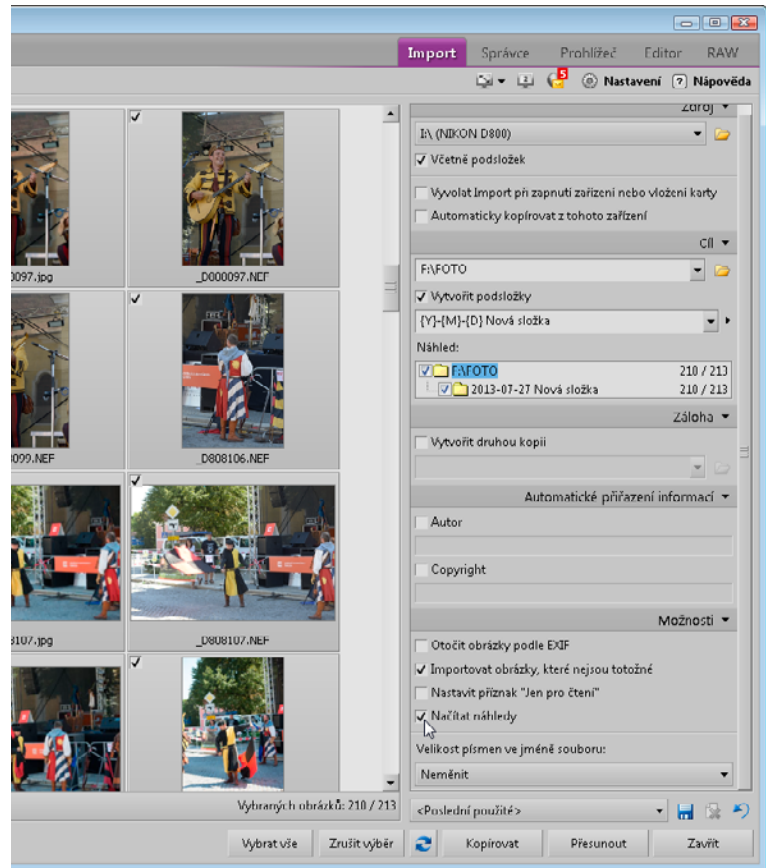 Import Správce Prohlížeč Editor RAW
5 Nastavení ? Nápověda
Zdroj
I:\ (NIKON D800)
Včetně podsložek
Vyvolat Import při zapnutí zařízení nebo vložení karty
Automaticky kopírovat z tohoto zařízení
Cíl
F:\FOTO
Vytvořit podsložky
{Y}-{M}-{D} Nová složka
Náhled:
F:\FOTO 210 / 213
2013-07-27 Nová složka 210 / 213
Záloha
Vytvořit druhou kopii
Automatické přiřazení informací
Autor
Copyright
Možnosti
Otočit obrázky podle EXIF
Importovat obrázky, které nejsou totožné
Nastavit příznak "Jen pro čtení"
Načítat náhledy
Velikost písmen ve jméně souboru:
Neměnit
<Poslední použité>
0097.jpg _D000097.NEF
099.NEF _D808106.NEF
8107.jpg _D808107.NEF
Vybraných obrázků: 210 / 213
Vybrat vše Zrušit výběr Kopírovat Přesunout Zavřít